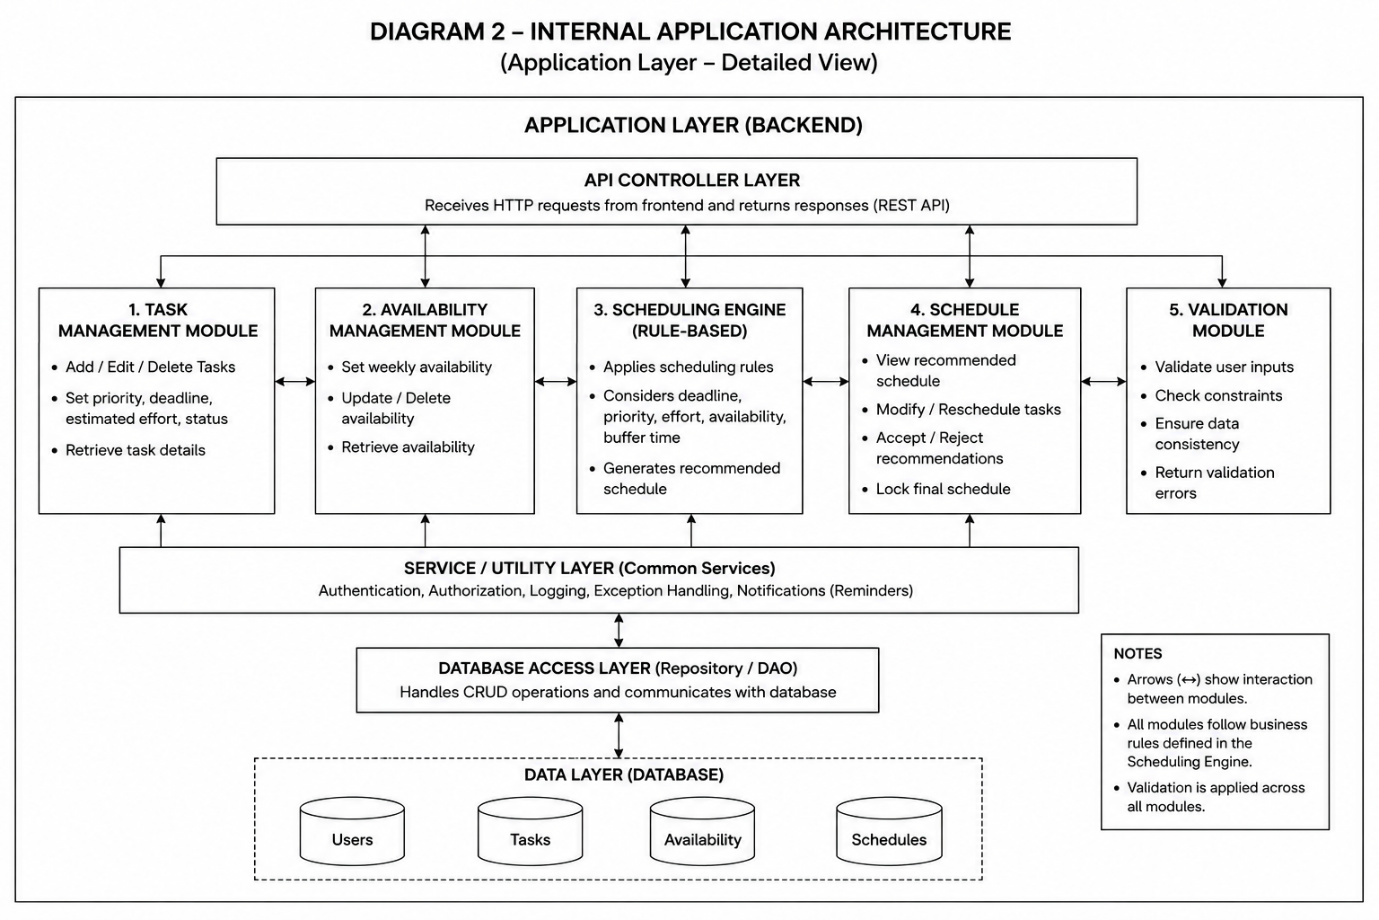 DIAGRAM 2 – INTERNAL APPLICATION ARCHITECTURE
(Application Layer – Detailed View)
APPLICATION LAYER (BACKEND)
API CONTROLLER LAYER
Receives HTTP requests from frontend and returns responses (REST API)
1. TASK
MANAGEMENT MODULE
• Add / Edit / Delete Tasks
• Set priority, deadline,
estimated effort, status
• Retrieve task details
2. AVAILABILITY
MANAGEMENT MODULE
• Set weekly availability
• Update / Delete
availability
• Retrieve availability
3. SCHEDULING ENGINE
(RULE-BASED)
• Applies scheduling rules
• Considers deadline,
priority, effort, availability,
buffer time
• Generates recommended
schedule
4. SCHEDULE
MANAGEMENT MODULE
• View recommended
schedule
• Modify / Reschedule tasks
• Accept / Reject
recommendations
• Lock final schedule
5. VALIDATION
MODULE
• Validate user inputs
• Check constraints
• Ensure data
consistency
• Return validation
errors
SERVICE / UTILITY LAYER (Common Services)
Authentication, Authorization, Logging, Exception Handling, Notifications (Reminders)
DATABASE ACCESS LAYER (Repository / DAO)
Handles CRUD operations and communicates with database
DATA LAYER (DATABASE)
Users
Tasks
Availability
Schedules
NOTES
• Arrows (↔) show interaction
between modules.
• All modules follow business
rules defined in the
Scheduling Engine.
• Validation is applied across
all modules.